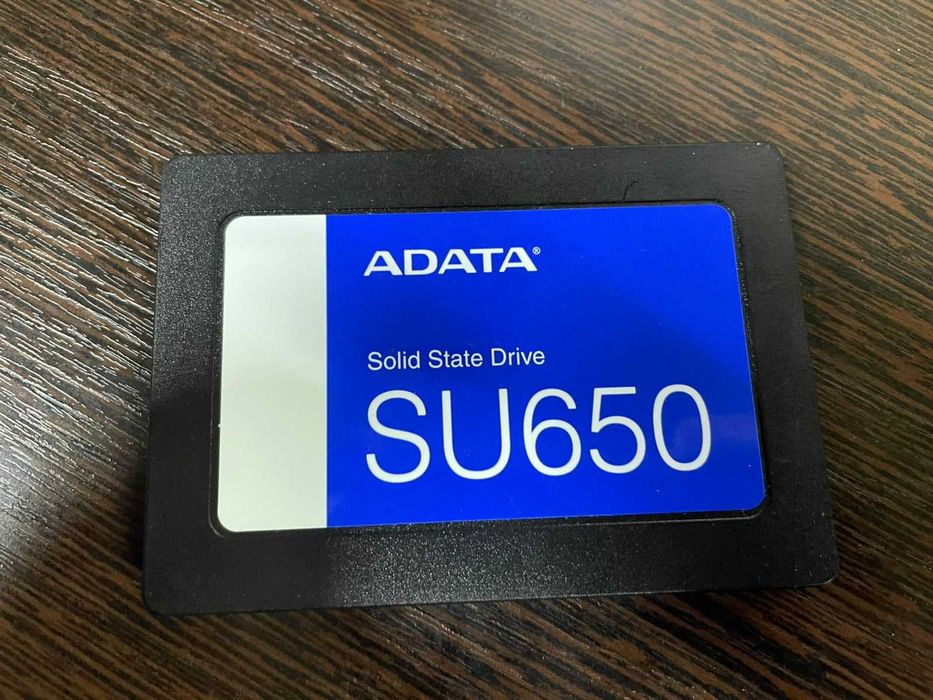 ADATA®
Solid State Drive
SU650